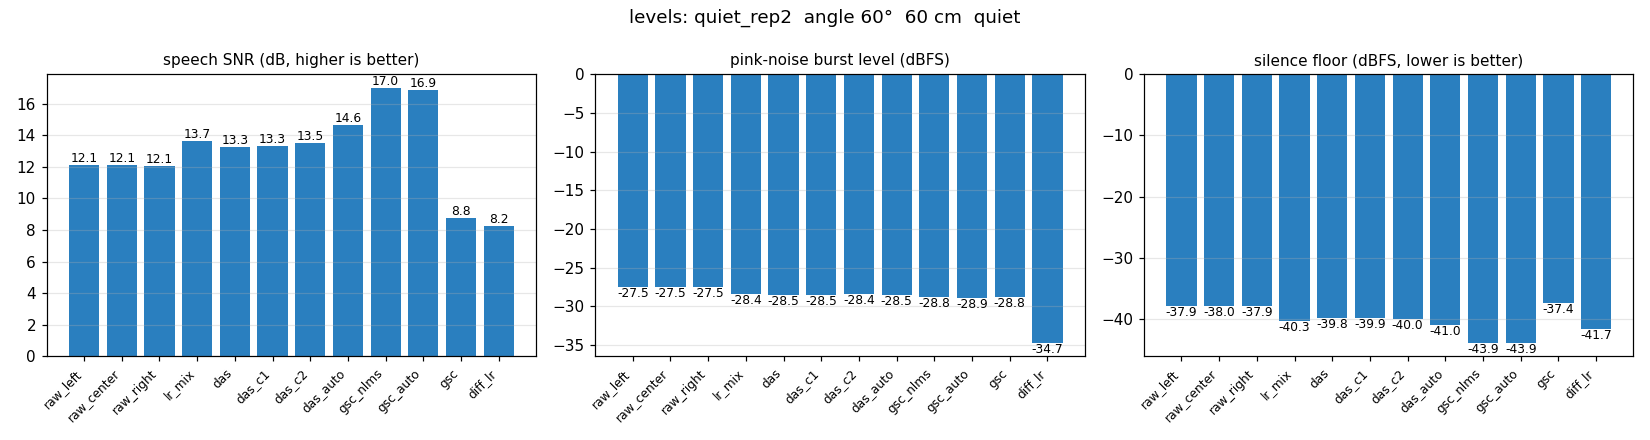 levels: quiet_rep2  angle 60°  60 cm  quiet
speech SNR (dB, higher is better)
16
14
12
10
8
6
4
2
0
12.1
12.1
12.1
13.7
13.3
13.3
13.5
14.6
17.0
16.9
8.8
8.2
raw_left
raw_center
raw_right
lr_mix
das
das_c1
das_c2
das_auto
gsc_nlms
gsc_auto
gsc
diff_lr
pink-noise burst level (dBFS)
0
−5
−10
−15
−20
−25
−30
−35
-27.5
-27.5
-27.5
-28.4
-28.5
-28.5
-28.4
-28.5
-28.8
-28.9
-28.8
-34.7
raw_left
raw_center
raw_right
lr_mix
das
das_c1
das_c2
das_auto
gsc_nlms
gsc_auto
gsc
diff_lr
silence floor (dBFS, lower is better)
0
−10
−20
−30
−40
-37.9
-38.0
-37.9
-40.3
-39.8
-39.9
-40.0
-41.0
-43.9
-43.9
-37.4
-41.7
raw_left
raw_center
raw_right
lr_mix
das
das_c1
das_c2
das_auto
gsc_nlms
gsc_auto
gsc
diff_lr